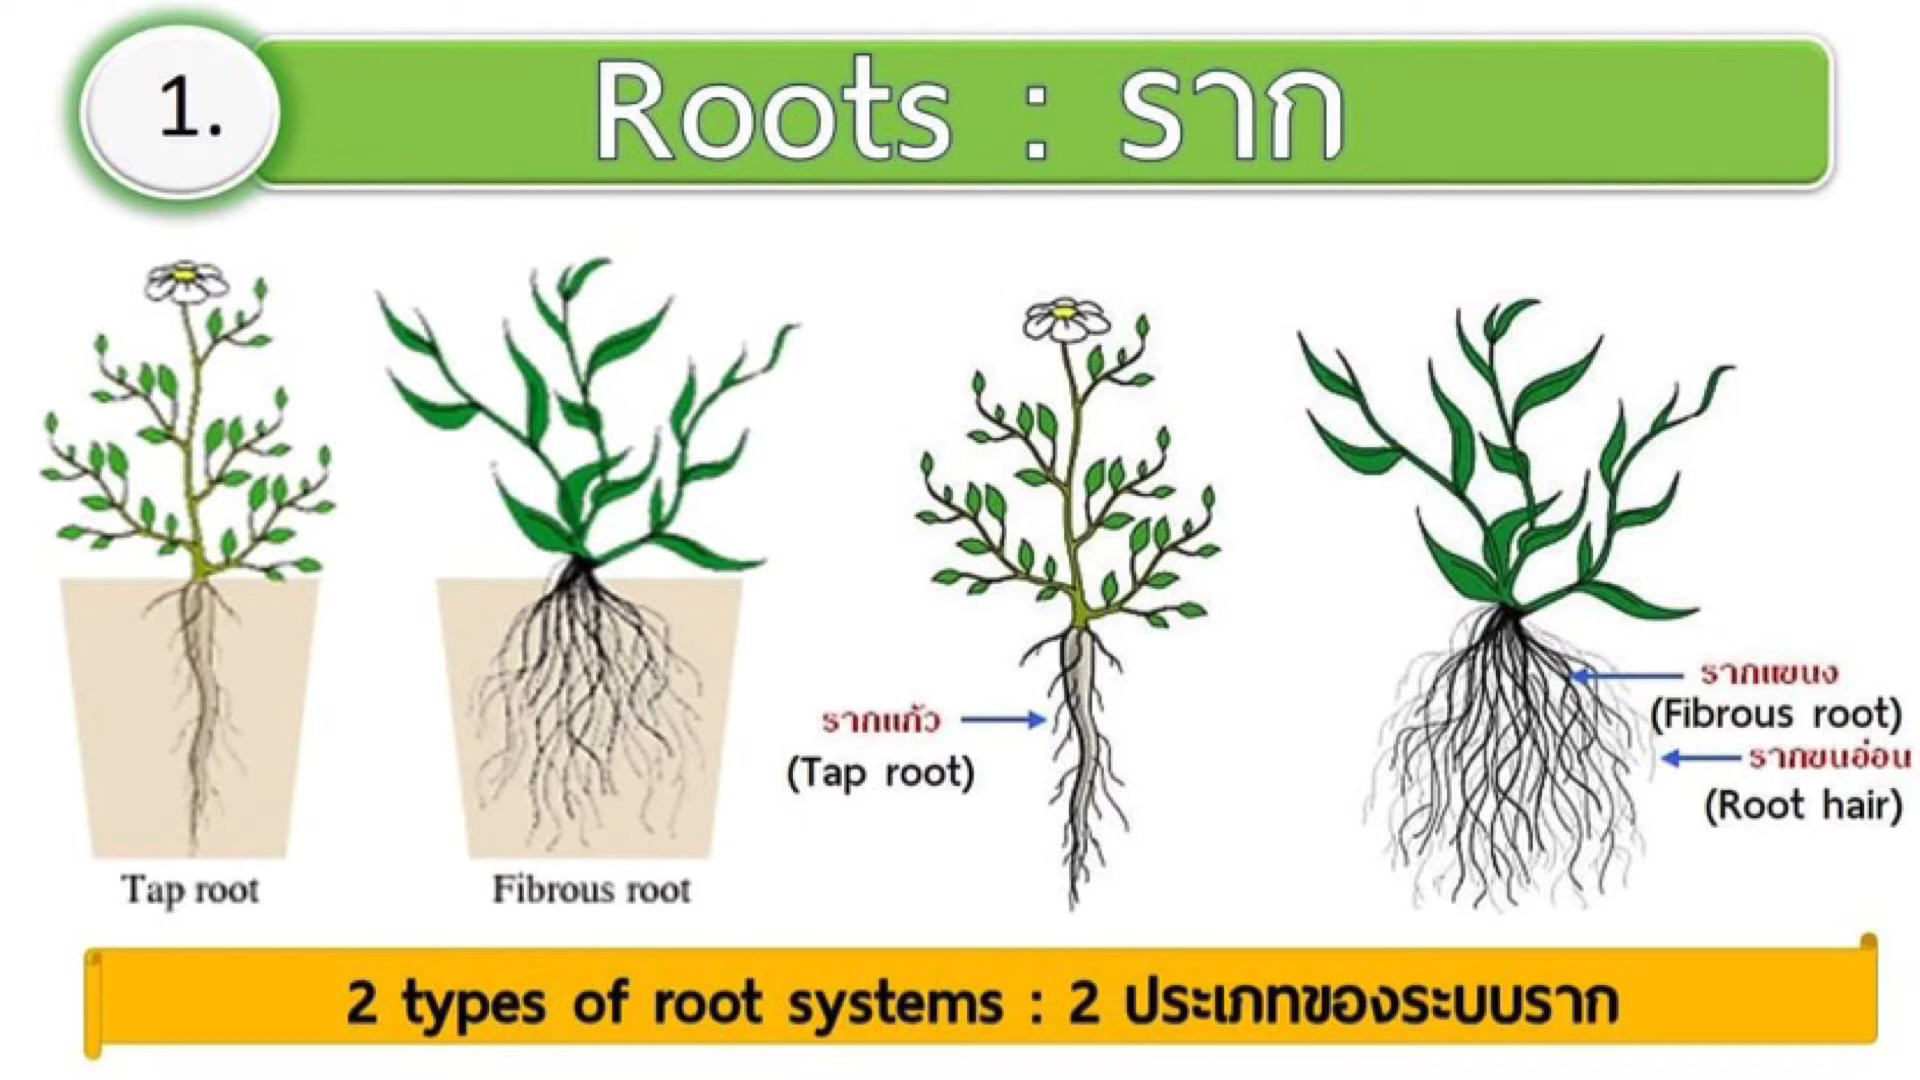 1.
Roots : ราก
รากแก้ว
(Tap root)
รากแขนง
(Fibrous root)
รากขนอ่อน
(Root hair)
Tap root
Fibrous root
2 types of root systems : 2 ประเภทของระบบราก